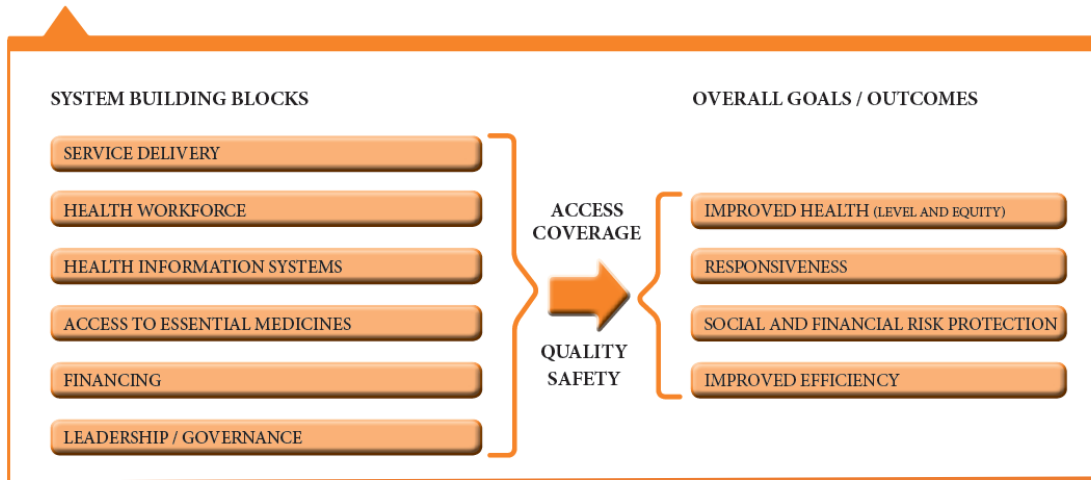 SYSTEM BUILDING BLOCKS
SERVICE DELIVERY
HEALTH WORKFORCE
HEALTH INFORMATION SYSTEMS
ACCESS TO ESSENTIAL MEDICINES
FINANCING
LEADERSHIP / GOVERNANCE
ACCESS
COVERAGE
QUALITY
SAFETY
OVERALL GOALS / OUTCOMES
IMPROVED HEALTH (LEVEL AND EQUITY)
RESPONSIVENESS
SOCIAL AND FINANCIAL RISK PROTECTION
IMPROVED EFFICIENCY